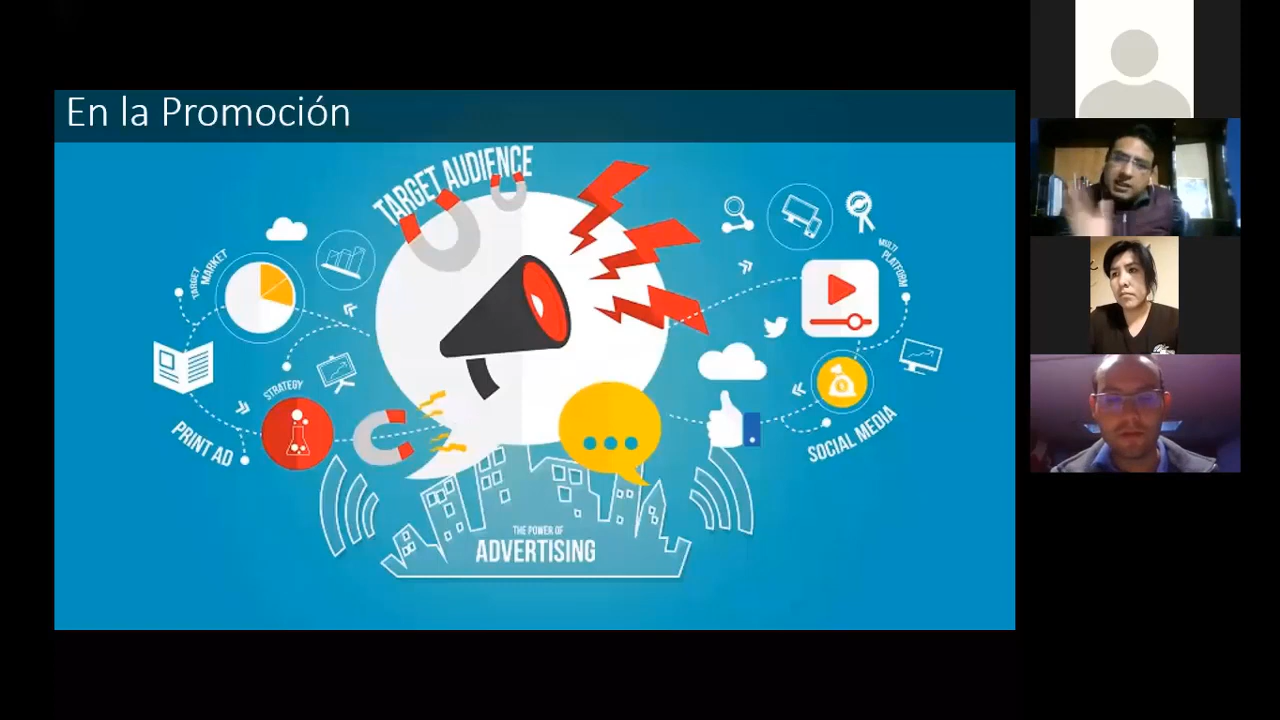 En la Promoción
TARGET AUDIENCE
TARGET
MARKET
MULTI
PLATFORM
STRATEGY
PRINT AD
SOCIAL MEDIA
THE POWER OF
ADVERTISING